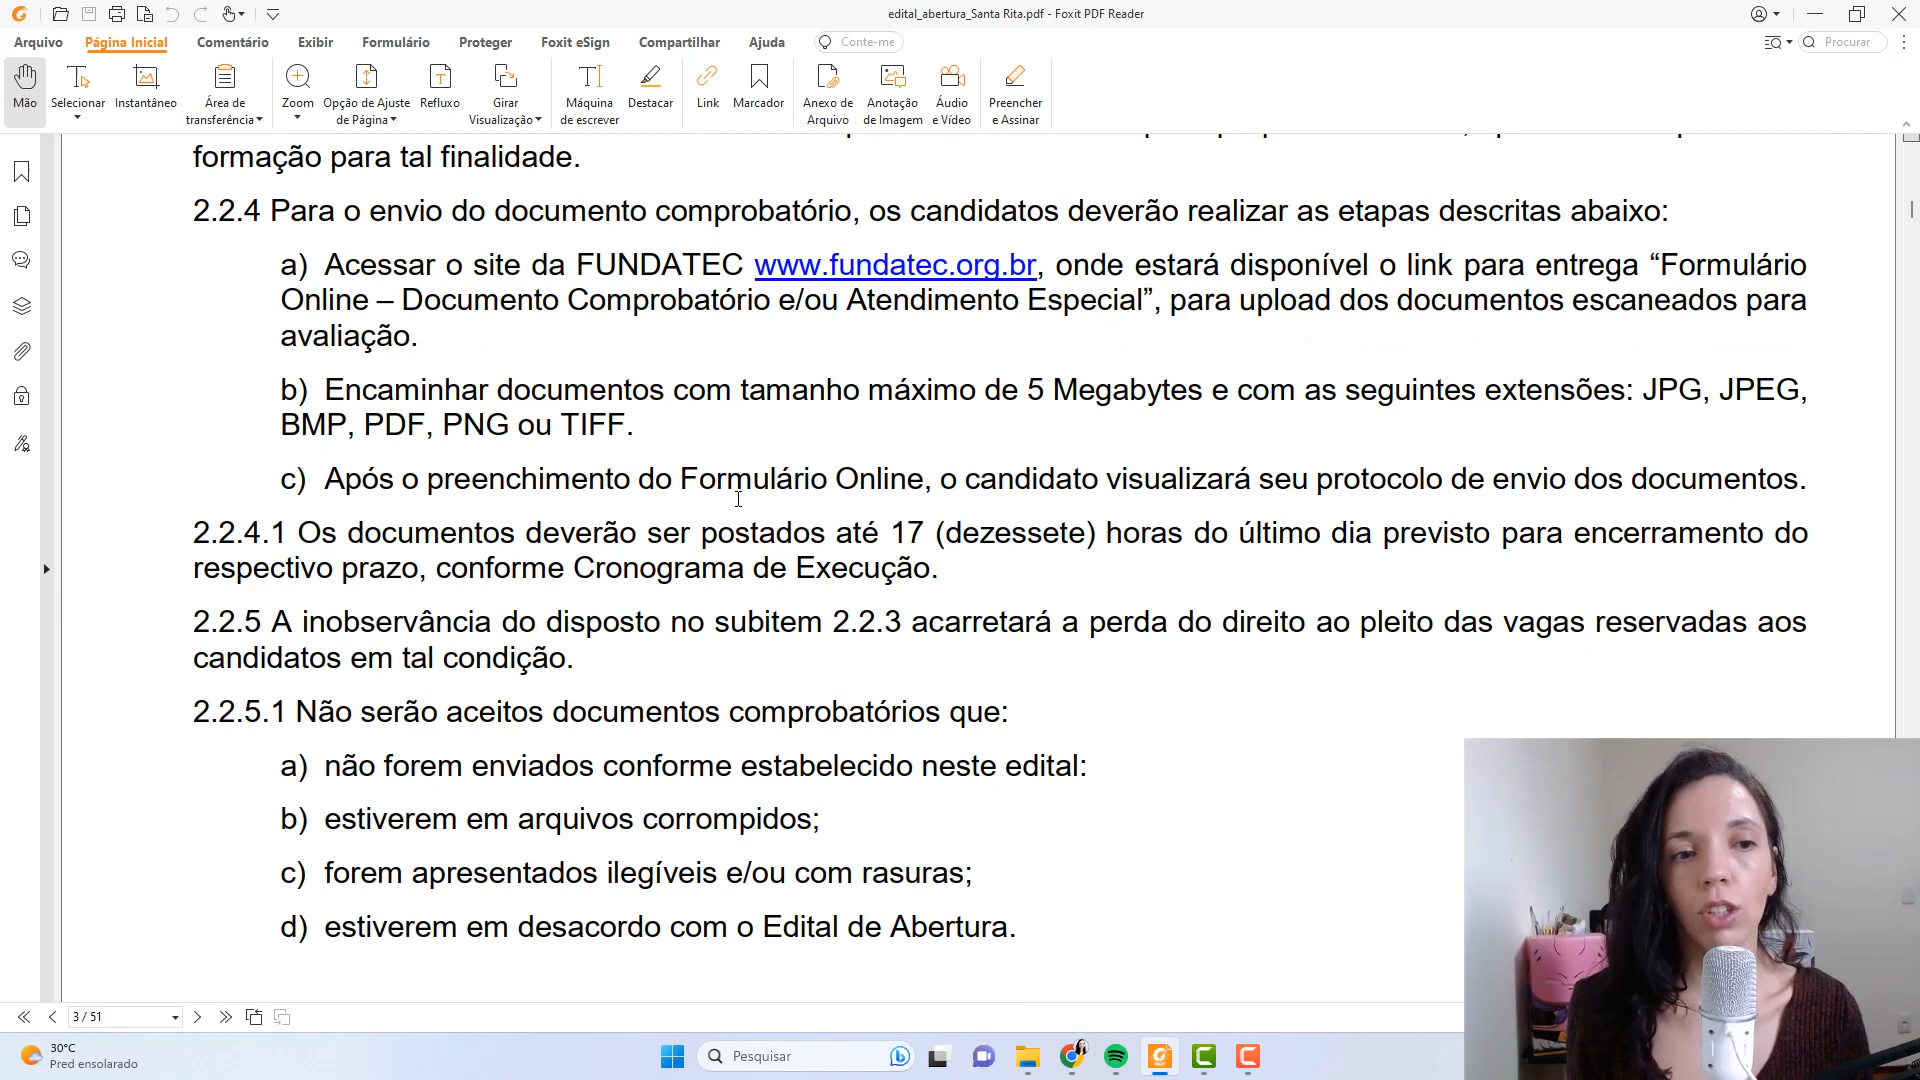 edital_abertura_Santa Rita.pdf - Foxit PDF Reader
Arquivo Página Inicial Comentário Exibir Formulário Proteger Foxit eSign Compartilhar Ajuda Conte-me Procurar
Mão Selecionar Instantâneo Área de transferência Zoom Opção de Ajuste de Página Refluxo Girar Visualização Máquina de escrever Destacar Link Marcador Anexo de Arquivo Anotação de Imagem Áudio e Vídeo Preencher e Assinar
formação para tal finalidade.
2.2.4 Para o envio do documento comprobatório, os candidatos deverão realizar as etapas descritas abaixo:
a) Acessar o site da FUNDATEC www.fundatec.org.br, onde estará disponível o link para entrega “Formulário
Online – Documento Comprobatório e/ou Atendimento Especial”, para upload dos documentos escaneados para
avaliação.
b) Encaminhar documentos com tamanho máximo de 5 Megabytes e com as seguintes extensões: JPG, JPEG,
BMP, PDF, PNG ou TIFF.
c) Após o preenchimento do Formulário Online, o candidato visualizará seu protocolo de envio dos documentos.
2.2.4.1 Os documentos deverão ser postados até 17 (dezessete) horas do último dia previsto para encerramento do
respectivo prazo, conforme Cronograma de Execução.
2.2.5 A inobservância do disposto no subitem 2.2.3 acarretará a perda do direito ao pleito das vagas reservadas aos
candidatos em tal condição.
2.2.5.1 Não serão aceitos documentos comprobatórios que:
a) não forem enviados conforme estabelecido neste edital:
b) estiverem em arquivos corrompidos;
c) forem apresentados ilegíveis e/ou com rasuras;
d) estiverem em desacordo com o Edital de Abertura.
3 / 51
30°C
Pred ensolarado
Pesquisar